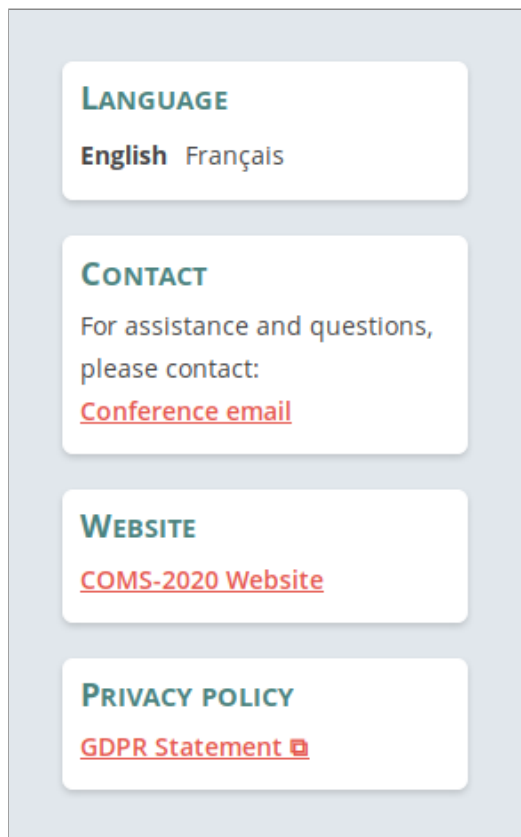 Language
English Français
Contact
For assistance and questions,
please contact:
Conference email
Website
COMS-2020 Website
Privacy policy
GDPR Statement ⧉